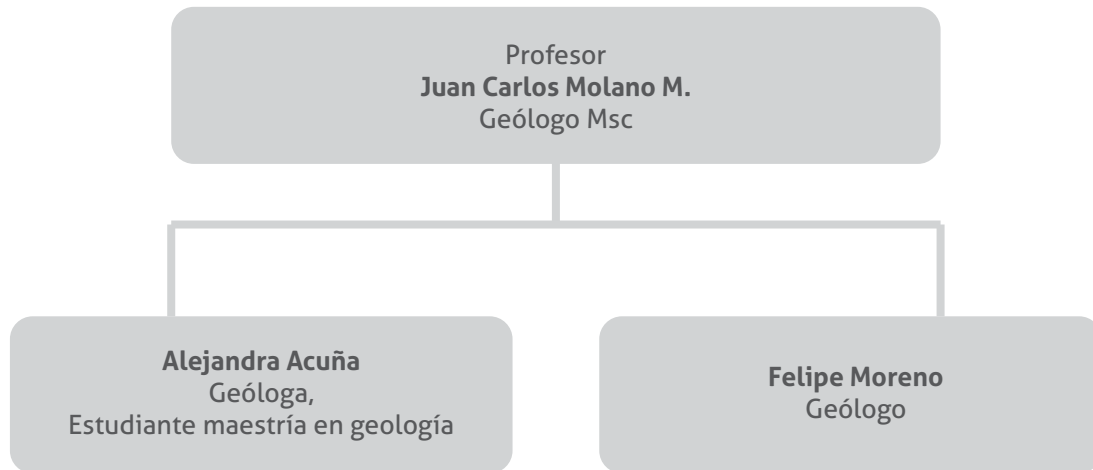 Profesor
Juan Carlos Molano M.
Geólogo Msc
Alejandra Acuña
Geóloga,
Estudiante maestría en geología
Felipe Moreno
Geólogo